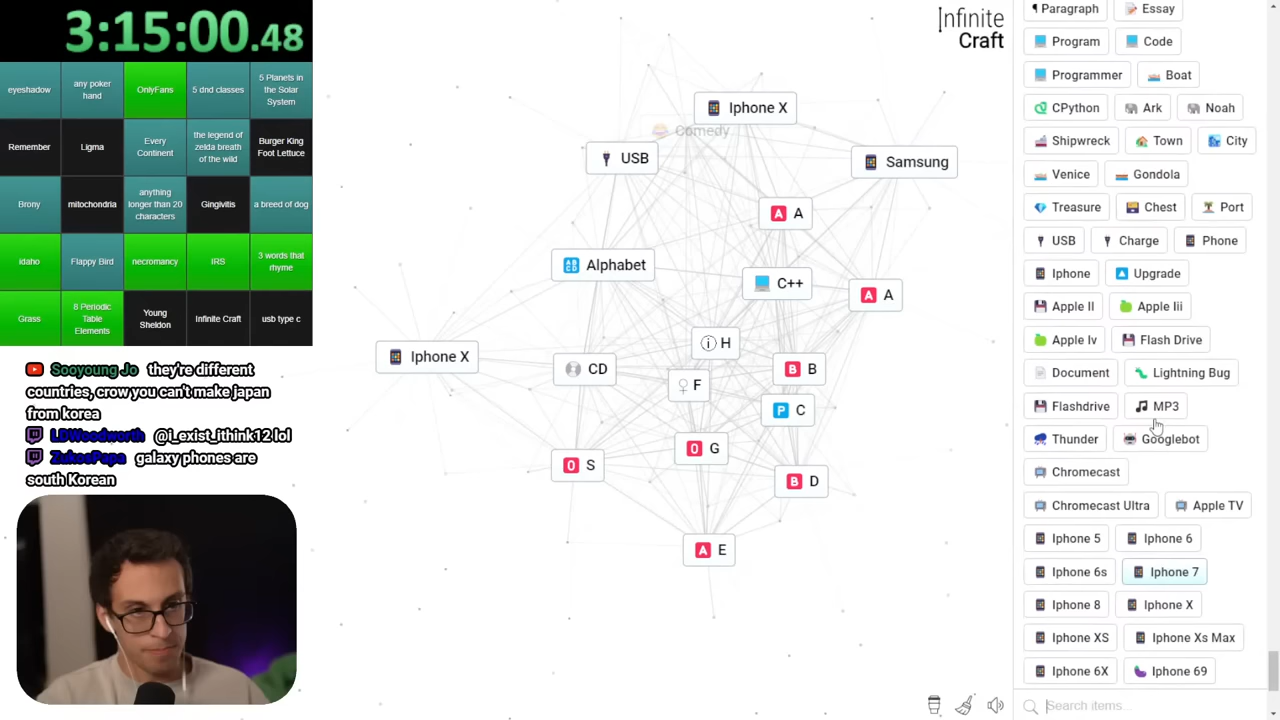 3:15:00.48
eyeshadow
any poker
hand
OnlyFans
5 dnd classes
5 Planets in
the Solar
System
Remember
Ligma
Every
Continent
the legend of
zelda breath
of the wild
Burger King
Foot Lettuce
Brony
mitochondria
anything
longer than 20
characters
Gingivitis
a breed of dog
idaho
Flappy Bird
necromancy
IRS
3 words that
rhyme
Grass
8 Periodic
Table
Elements
Young
Sheldon
Infinite Craft
usb type c
Sooyoung Jo they're different
countries, crow you can't make japan
from korea
LDWoodworth @i_exist_ithink12 lol
ZukosPapa galaxy phones are
south Korean
Infinite
Craft
Iphone X
Comedy
USB
Samsung
A
Alphabet
C++
A
H
Iphone X
CD
F
B
C
G
S
D
E
Paragraph
Essay
Program
Code
Programmer
Boat
CPython
Ark
Noah
Shipwreck
Town
City
Venice
Gondola
Treasure
Chest
Port
USB
Charge
Phone
Iphone
Upgrade
Apple II
Apple Iii
Apple Iv
Flash Drive
Document
Lightning Bug
Flashdrive
MP3
Thunder
Googlebot
Chromecast
Chromecast Ultra
Apple TV
Iphone 5
Iphone 6
Iphone 6s
Iphone 7
Iphone 8
Iphone X
Iphone XS
Iphone Xs Max
Iphone 6X
Iphone 69
Search items...